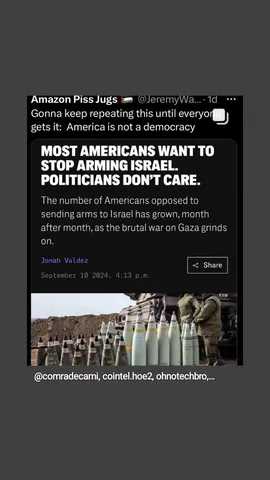 Amazon Piss Jugs 🇵🇸 @JeremyWa... · 1d ...
Gonna keep repeating this until everyone
gets it: America is not a democracy
MOST AMERICANS WANT TO
STOP ARMING ISRAEL.
POLITICIANS DON'T CARE.
The number of Americans opposed to
sending arms to Israel has grown, month
after month, as the brutal war on Gaza grinds
on.
Jonah Valdez
Share
September 10 2024, 4:13 p.m.
@comradecami, cointel.hoe2, ohnotechbro,...